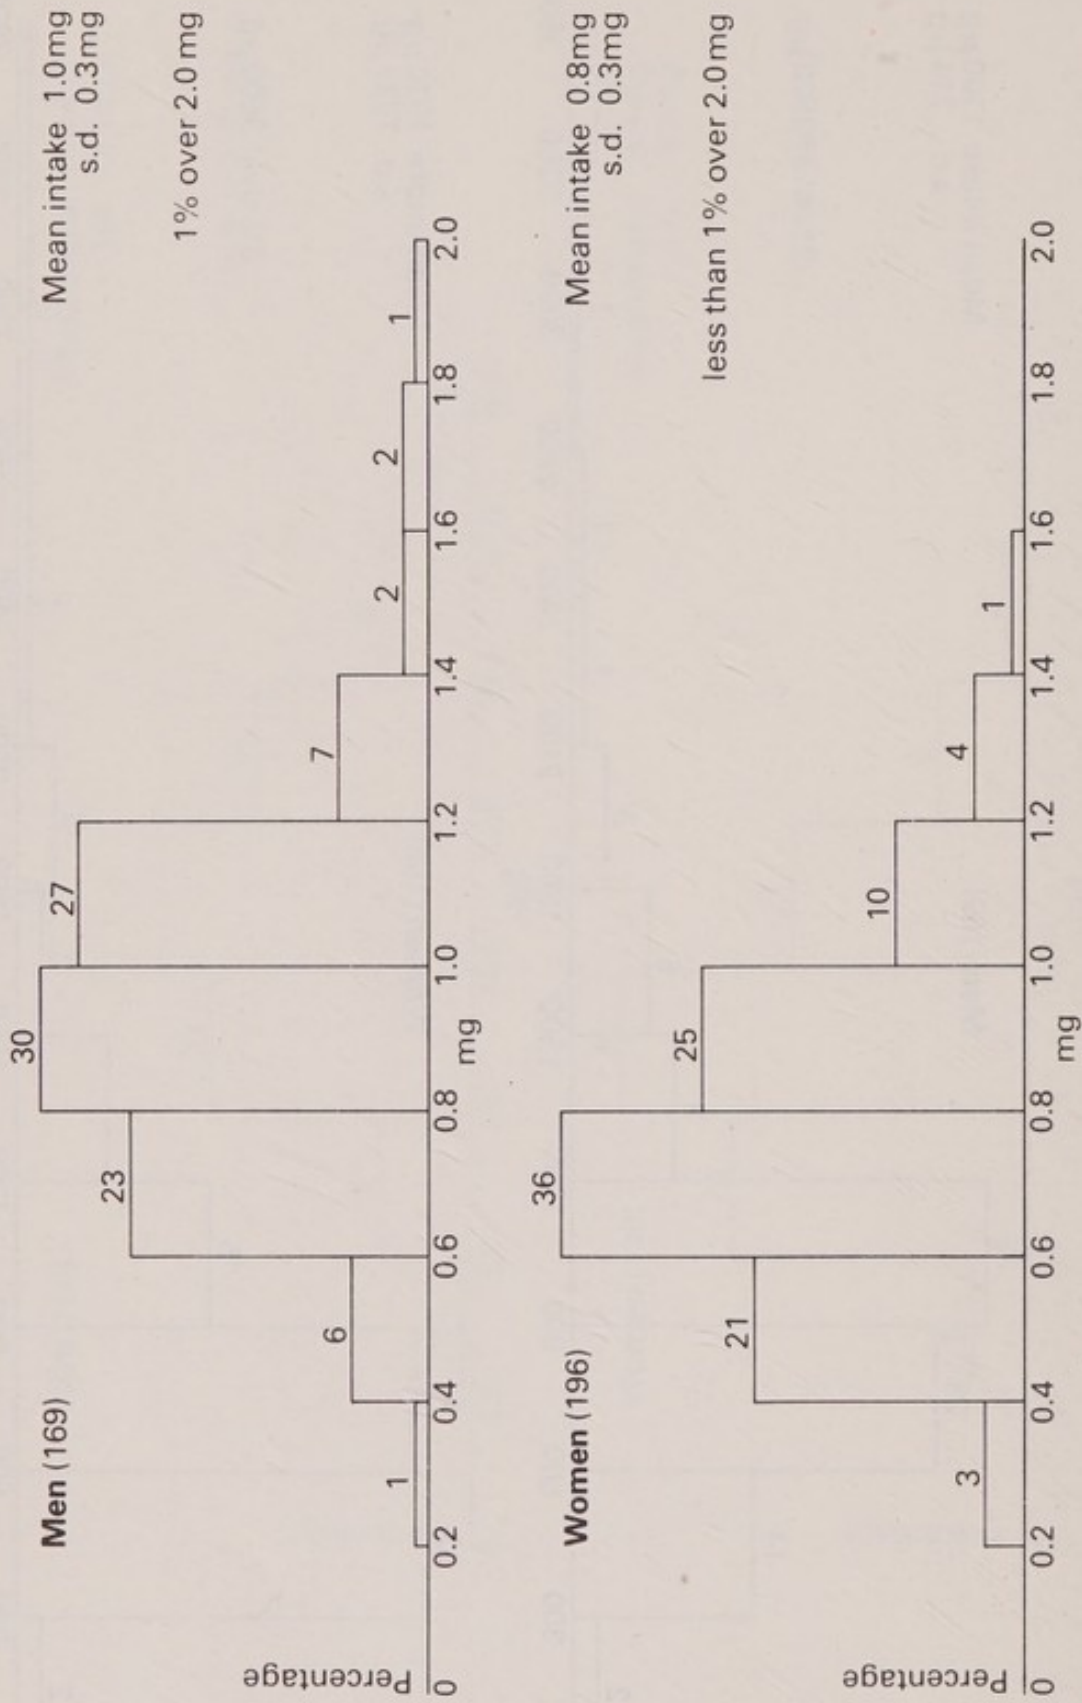 Men (169)
Mean intake 1.0mg
s.d. 0.3mg
1% over 2.0 mg
Percentage
1
6
23
30
27
7
2
2
1
0 0.2 0.4 0.6 0.8 1.0 1.2 1.4 1.6 1.8 2.0
mg
Women (196)
Mean intake 0.8mg
s.d. 0.3mg
less than 1% over 2.0mg
Percentage
3
21
36
25
10
4
1
0 0.2 0.4 0.6 0.8 1.0 1.2 1.4 1.6 1.8 2.0
mg